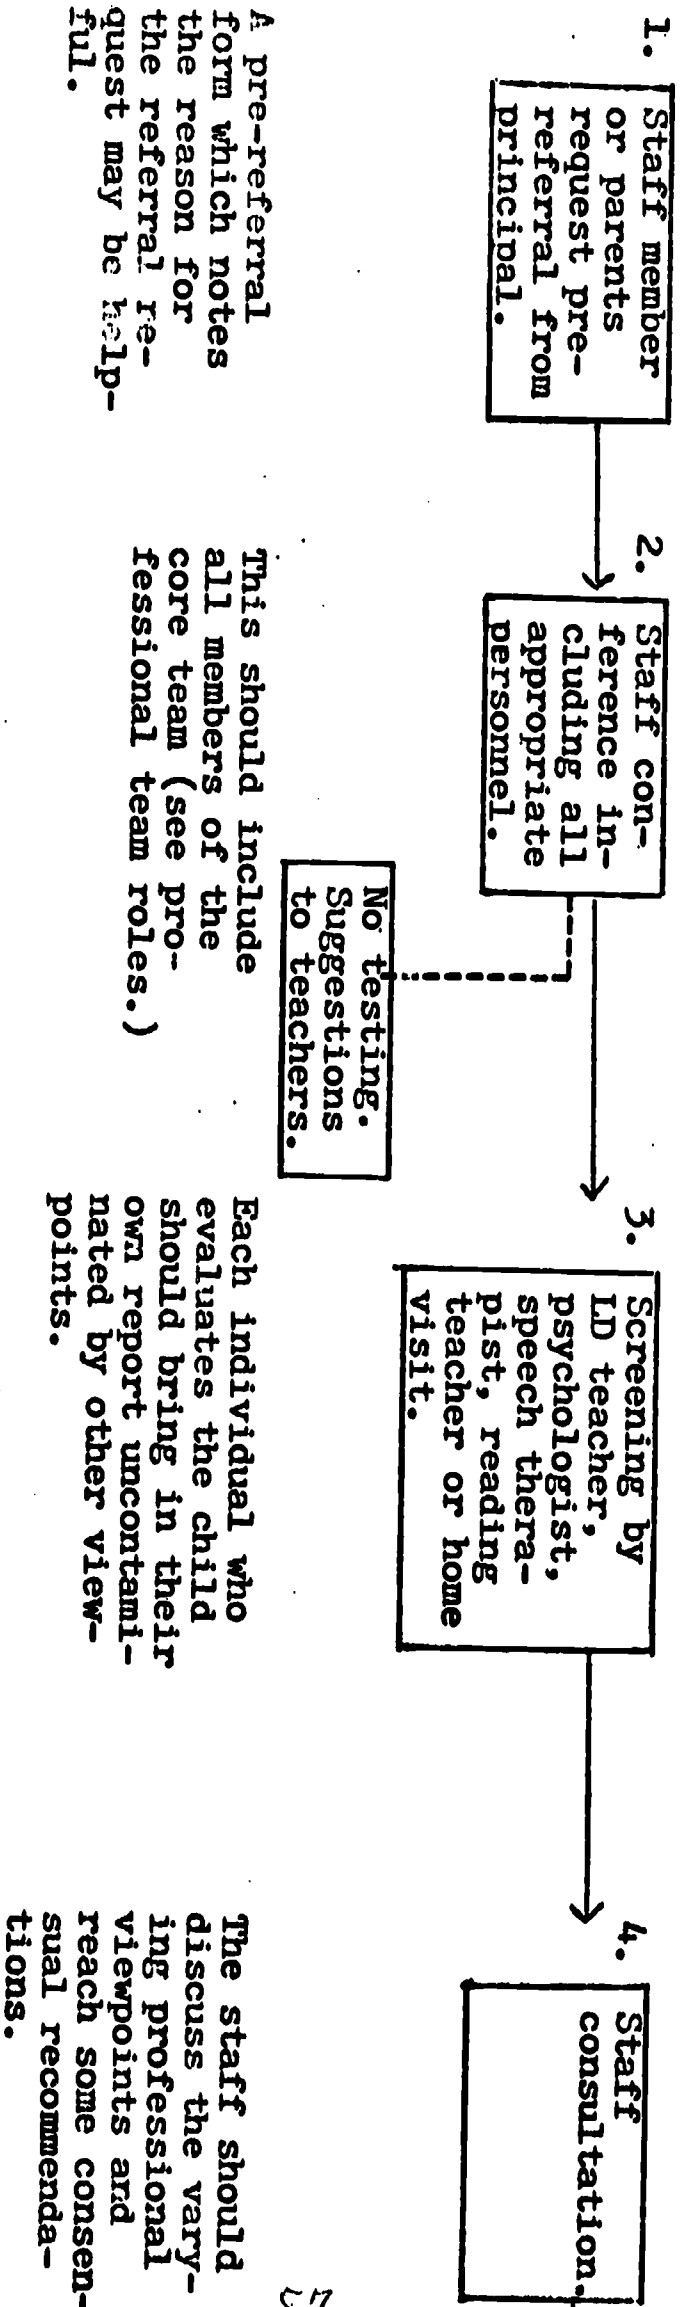 1.
Staff member
or parents
request pre-
referral from
principal.
A pre-referral
form which notes
the reason for
the referral re-
quest may be help-
ful.
2.
Staff con-
ference in-
cluding all
appropriate
personnel.
No testing.
Suggestions
to teachers.
This should include
all members of the
core team (see pro-
fessional team roles.)
3.
Screening by
LD teacher,
psychologist,
speech thera-
pist, reading
teacher or home
visit.
Each individual who
evaluates the child
should bring in their
own report uncontami-
nated by other view-
points.
4.
Staff
consultation.
The staff should
discuss the vary-
ing professional
viewpoints and
reach some consen-
sual recommenda-
tions.